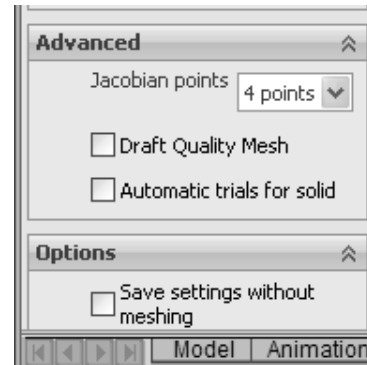 Advanced
Jacobian points 4 points
Draft Quality Mesh
Automatic trials for solid
Options
Save settings without
meshing
Model Animation